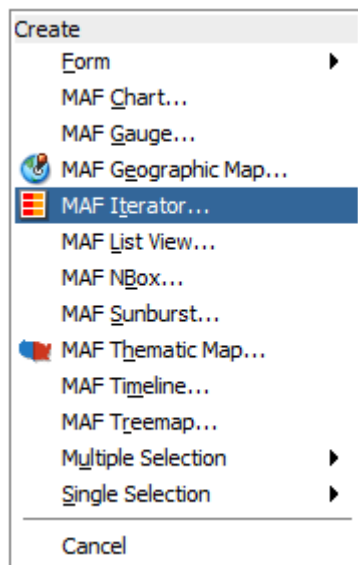 Create
Form
MAF Chart...
MAF Gauge...
MAF Geographic Map...
MAF Iterator...
MAF List View...
MAF NBox...
MAF Sunburst...
MAF Thematic Map...
MAF Timeline...
MAF Treemap...
Multiple Selection
Single Selection
Cancel